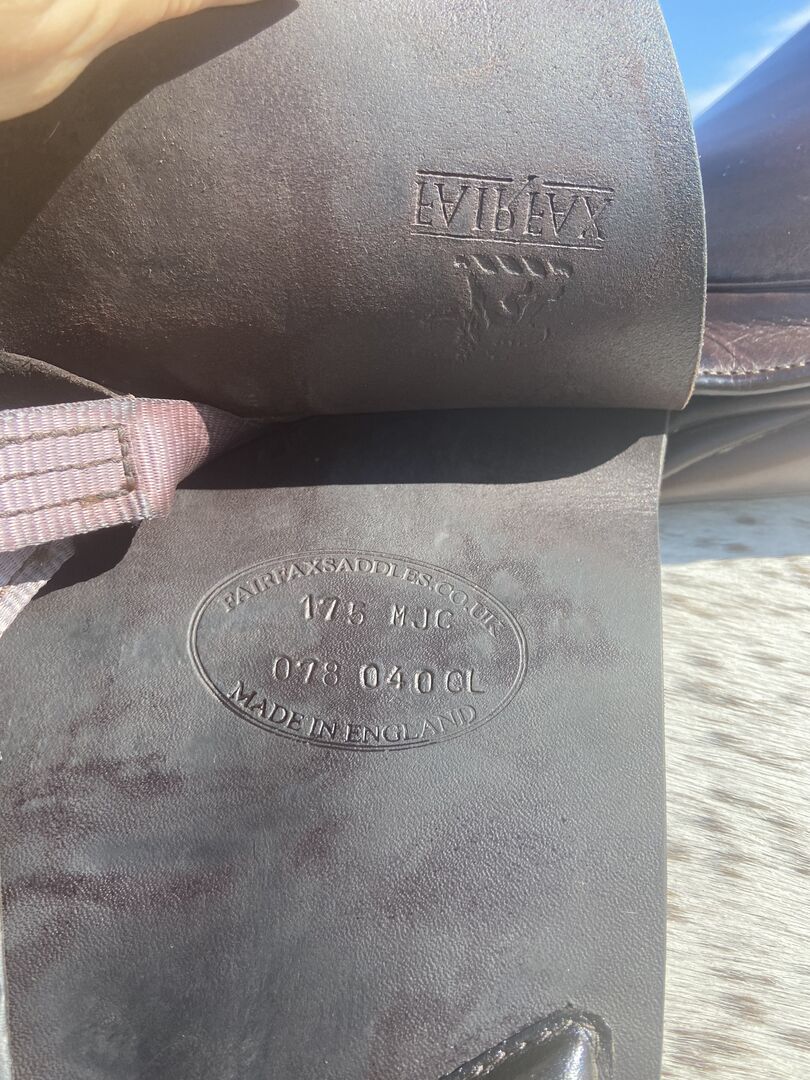 FAIRFAX
FAIRFAXSADDLES.CO.UK
175 MJC
078 040CL
MADE IN ENGLAND